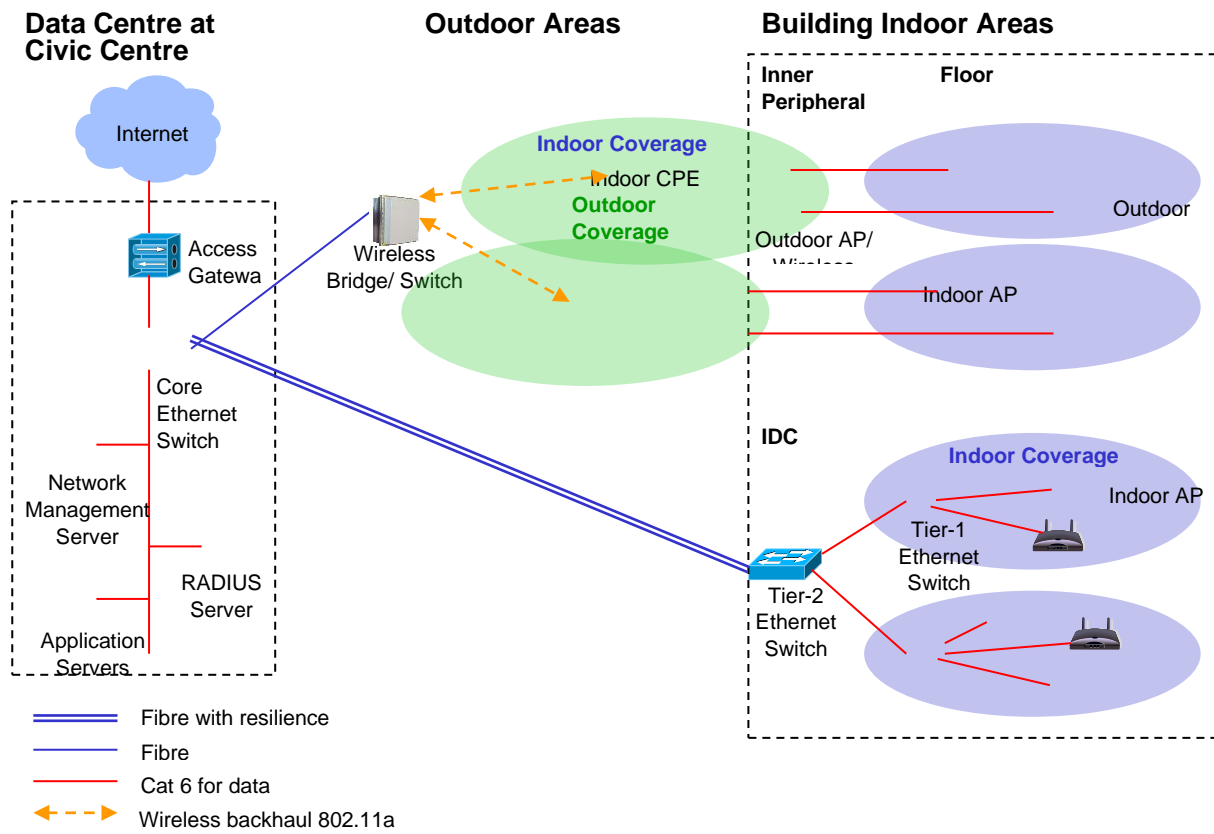 Data Centre at
Civic Centre
Outdoor Areas
Building Indoor Areas
Internet
Access
Gatewa
Core
Ethernet
Switch
Network
Management
Server
RADIUS
Server
Application
Servers
Wireless
Bridge/ Switch
Indoor Coverage
Indoor CPE
Outdoor
Coverage
Inner
Peripheral
Floor
Outdoor AP/
Wireless
Outdoor
Indoor AP
IDC
Indoor Coverage
Indoor AP
Tier-1
Ethernet
Switch
Tier-2
Ethernet
Switch
Fibre with resilience
Fibre
Cat 6 for data
Wireless backhaul 802.11a